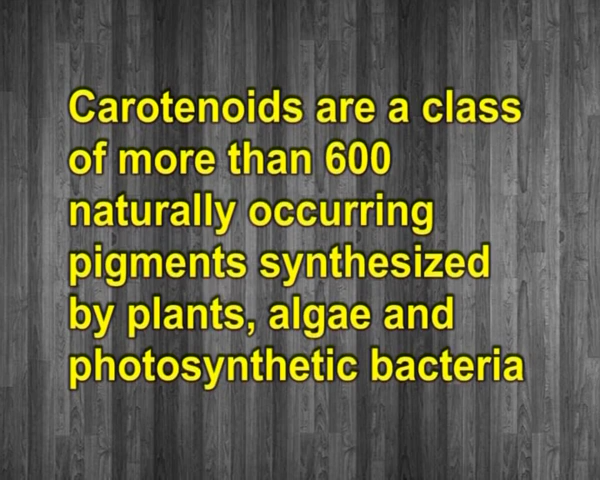 Carotenoids are a class
of more than 600
naturally occurring
pigments synthesized
by plants, algae and
photosynthetic bacteria